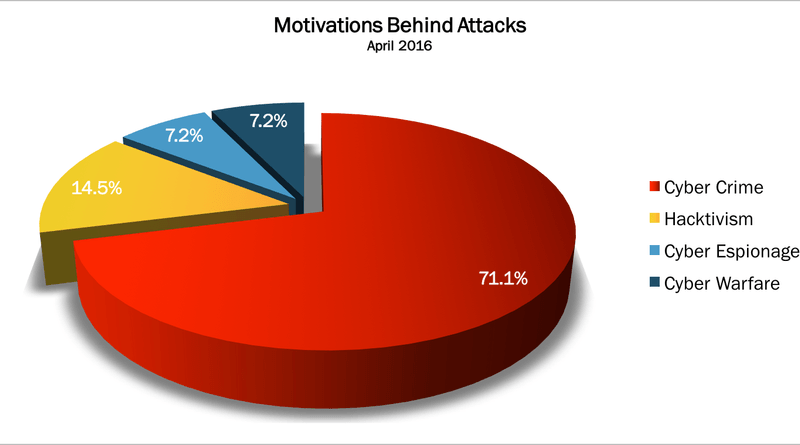 Motivations Behind Attacks
April 2016
7.2%
7.2%
14.5%
71.1%
Cyber Crime
Hacktivism
Cyber Espionage
Cyber Warfare